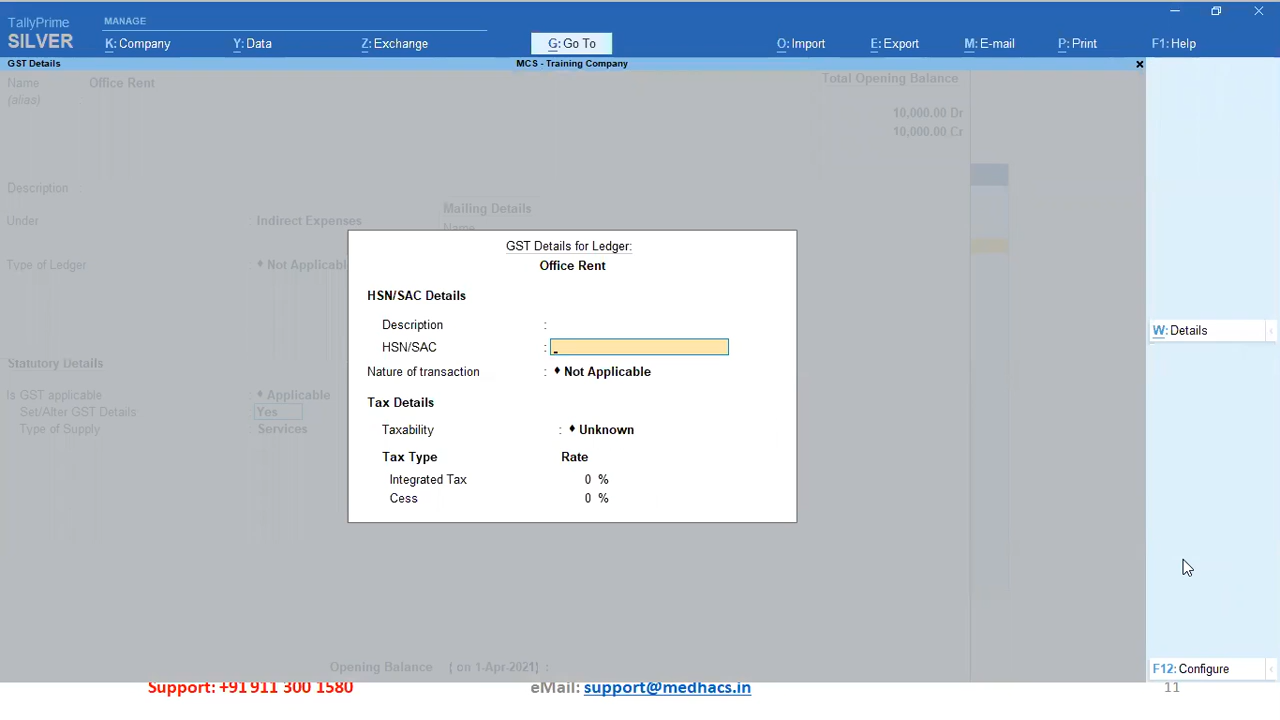 TallyPrime
SILVER
MANAGE
K: Company
Y: Data
Z: Exchange
G: Go To
O: Import
E: Export
M: E-mail
P: Print
F1: Help
GST Details
MCS - Training Company
Name Office Rent
(alias)
Total Opening Balance
10,000.00 Dr
10,000.00 Cr
Description :
Under : Indirect Expenses
Mailing Details
Name
Type of Ledger : ♦ Not Applicabl
Statutory Details
Is GST applicable : ♦ Applicable
Set/Alter GST Details : Yes
Type of Supply : Services
GST Details for Ledger:
Office Rent
HSN/SAC Details
Description :
HSN/SAC :
Nature of transaction : ♦ Not Applicable
Tax Details
Taxability : ♦ Unknown
Tax Type Rate
Integrated Tax 0 %
Cess 0 %
W: Details
F12: Configure
Opening Balance ( on 1-Apr-2021) :
Support: +91 911 300 1580
eMail: support@medhacs.in
11